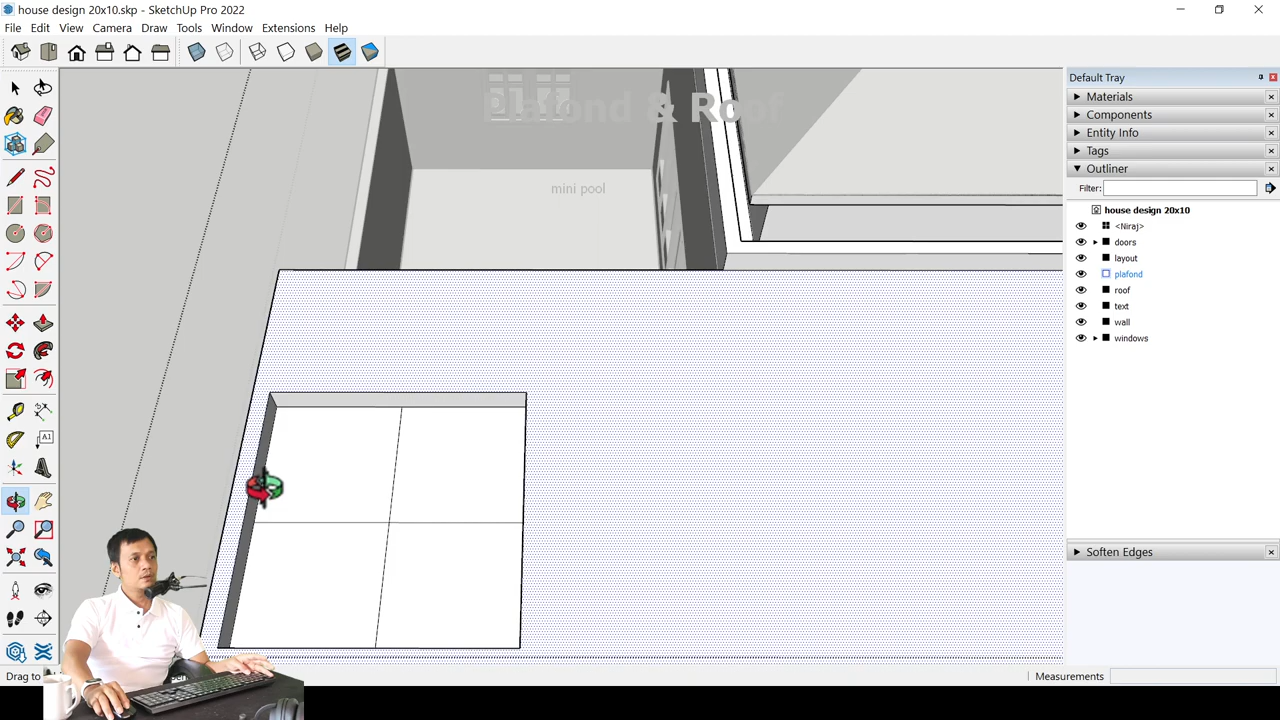 house design 20x10.skp - SketchUp Pro 2022
File Edit View Camera Draw Tools Window Extensions Help
Plafond & Roof
mini pool
A1
Default Tray
Materials
Components
Entity Info
Tags
Outliner
Filter:
house design 20x10
<Niraj>
doors
layout
plafond
roof
text
wall
windows
Soften Edges
Drag to
Measurements